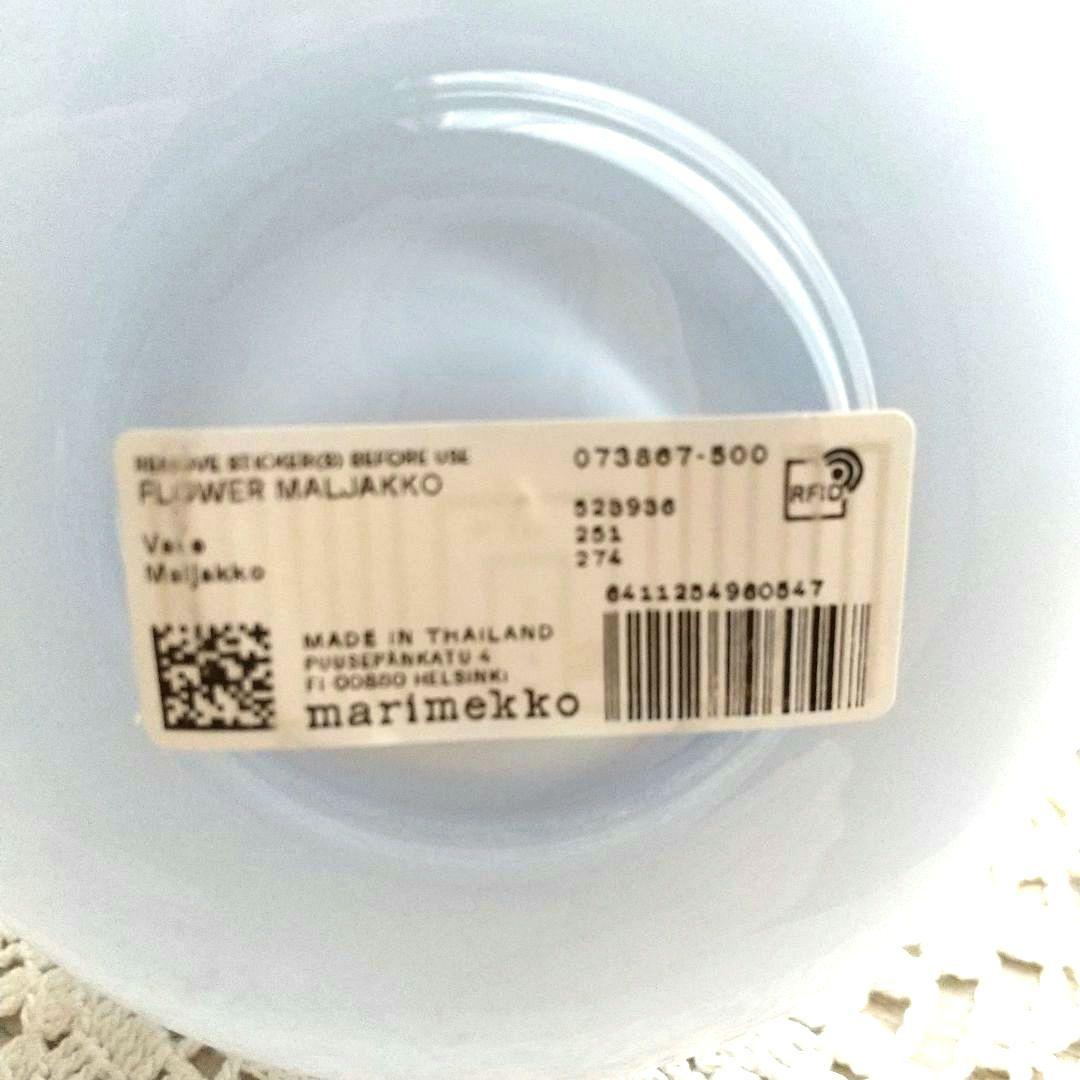 REMOVE STICKER(S) BEFORE USE
FLOWER MALJAKKO
Vase
Maljakko
073867-500
523936
251
274
RFID
6411254960547
MADE IN THAILAND
PUUSEPÄNKATU 4
FI 00880 HELSINKI
marimekko